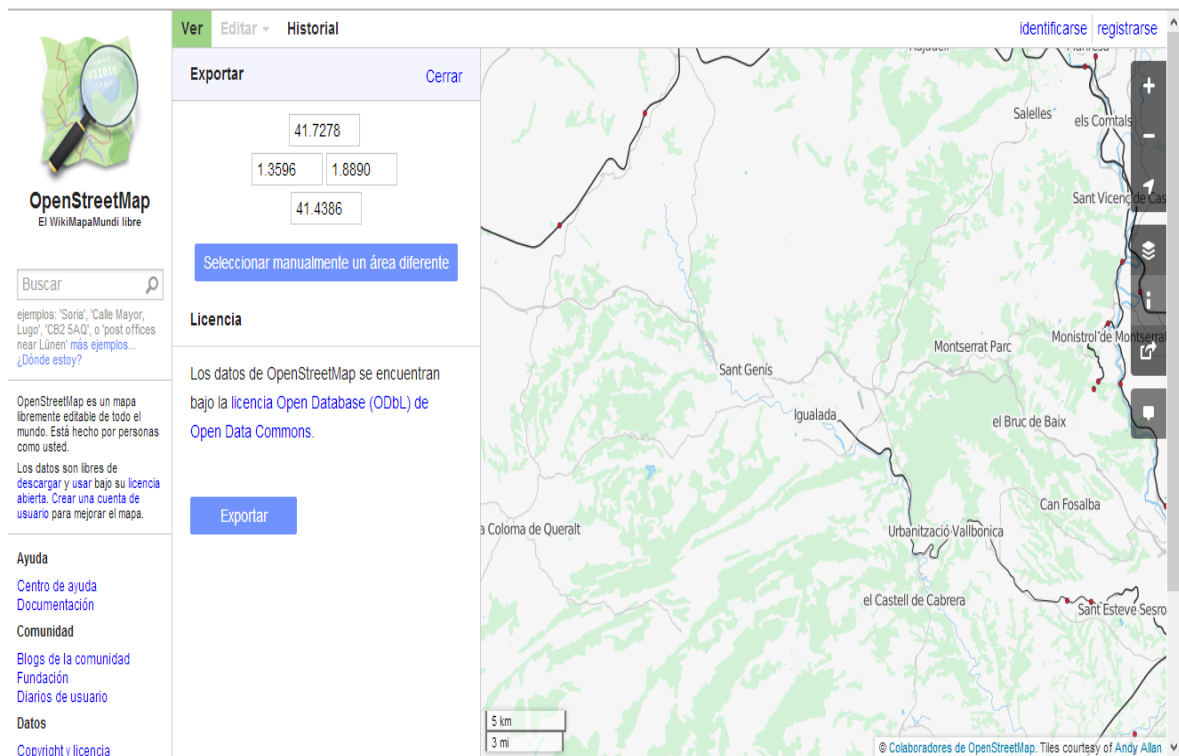 Ver Editar Historial
identificarse registrarse
OpenStreetMap
El WikiMapaMundi libre
Buscar
ejemplos: 'Soria', 'Calle Mayor,
Lugo', 'CB2 5AQ', o 'post offices
near Lünen' más ejemplos...
¿Dónde estoy?
OpenStreetMap es un mapa
libremente editable de todo el
mundo. Está hecho por personas
como usted.
Los datos son libres de
descargar y usar bajo su licencia
abierta. Crear una cuenta de
usuario para mejorar el mapa.
Ayuda
Centro de ayuda
Documentación
Comunidad
Blogs de la comunidad
Fundación
Diarios de usuario
Datos
Copyright y licencia
Exportar Cerrar
41.7278
1.3596 1.8890
41.4386
Seleccionar manualmente un área diferente
Licencia
Los datos de OpenStreetMap se encuentran
bajo la licencia Open Database (ODbL) de
Open Data Commons.
Exportar
Salelles
els Comtals
Sant Vicenç de Cas
Montserrat Parc
Monistrol de Montserrat
Sant Genís
Igualada
el Bruc de Baix
Can Fosalba
a Coloma de Queralt
Urbanització Vallbonica
el Castell de Cabrera
Sant Esteve Sesro
5 km
3 mi
© Colaboradores de OpenStreetMap. Tiles courtesy of Andy Allan